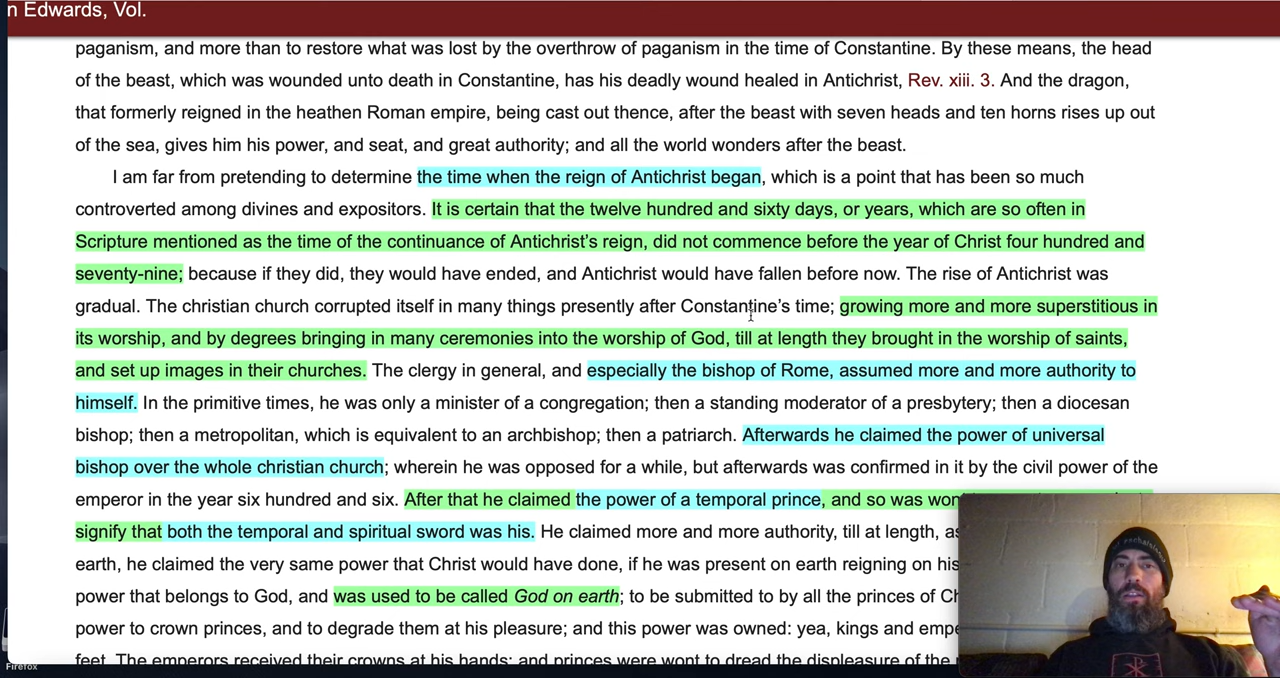 n Edwards, Vol.
paganism, and more than to restore what was lost by the overthrow of paganism in the time of Constantine. By these means, the head
of the beast, which was wounded unto death in Constantine, has his deadly wound healed in Antichrist, Rev. xiii. 3. And the dragon,
that formerly reigned in the heathen Roman empire, being cast out thence, after the beast with seven heads and ten horns rises up out
of the sea, gives him his power, and seat, and great authority; and all the world wonders after the beast.
I am far from pretending to determine the time when the reign of Antichrist began, which is a point that has been so much
controverted among divines and expositors. It is certain that the twelve hundred and sixty days, or years, which are so often in
Scripture mentioned as the time of the continuance of Antichrist’s reign, did not commence before the year of Christ four hundred and
seventy-nine; because if they did, they would have ended, and Antichrist would have fallen before now. The rise of Antichrist was
gradual. The christian church corrupted itself in many things presently after Constantine’s time; growing more and more superstitious in
its worship, and by degrees bringing in many ceremonies into the worship of God, till at length they brought in the worship of saints,
and set up images in their churches. The clergy in general, and especially the bishop of Rome, assumed more and more authority to
himself. In the primitive times, he was only a minister of a congregation; then a standing moderator of a presbytery; then a diocesan
bishop; then a metropolitan, which is equivalent to an archbishop; then a patriarch. Afterwards he claimed the power of universal
bishop over the whole christian church; wherein he was opposed for a while, but afterwards was confirmed in it by the civil power of the
emperor in the year six hundred and six. After that he claimed the power of a temporal prince, and so was
signify that both the temporal and spiritual sword was his. He claimed more and more authority, till at length,
earth, he claimed the very same power that Christ would have done, if he was present on earth reigning on his
power that belongs to God, and was used to be called God on earth; to be submitted to by all the princes of
power to crown princes, and to degrade them at his pleasure; and this power was owned: yea, kings and
feet. The emperors received their crowns at his hands; and princes were wont to dread the displeasure of the
Firefox